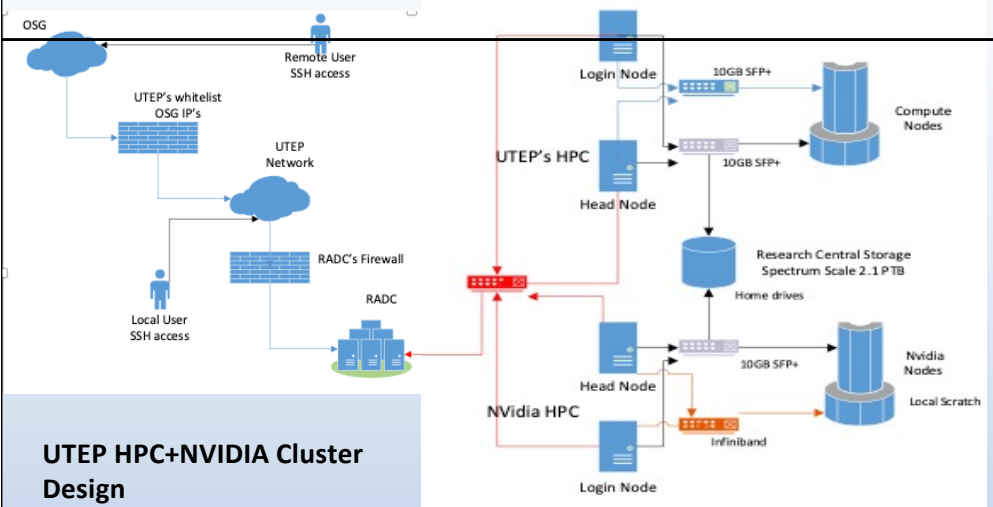 OSG
Remote User
SSH access
UTEP's whitelist
OSG IP's
UTEP
Network
RADC's Firewall
Local User
SSH access
RADC
UTEP HPC+NVIDIA Cluster
Design
Login Node
10GB SFP+
Compute
Nodes
UTEP's HPC
10GB SFP+
Head Node
Research Central Storage
Spectrum Scale 2.1 PTB
Home drives
Head Node
10GB SFP+
Nvidia
Nodes
Local Scratch
NVidia HPC
Infiniband
Login Node